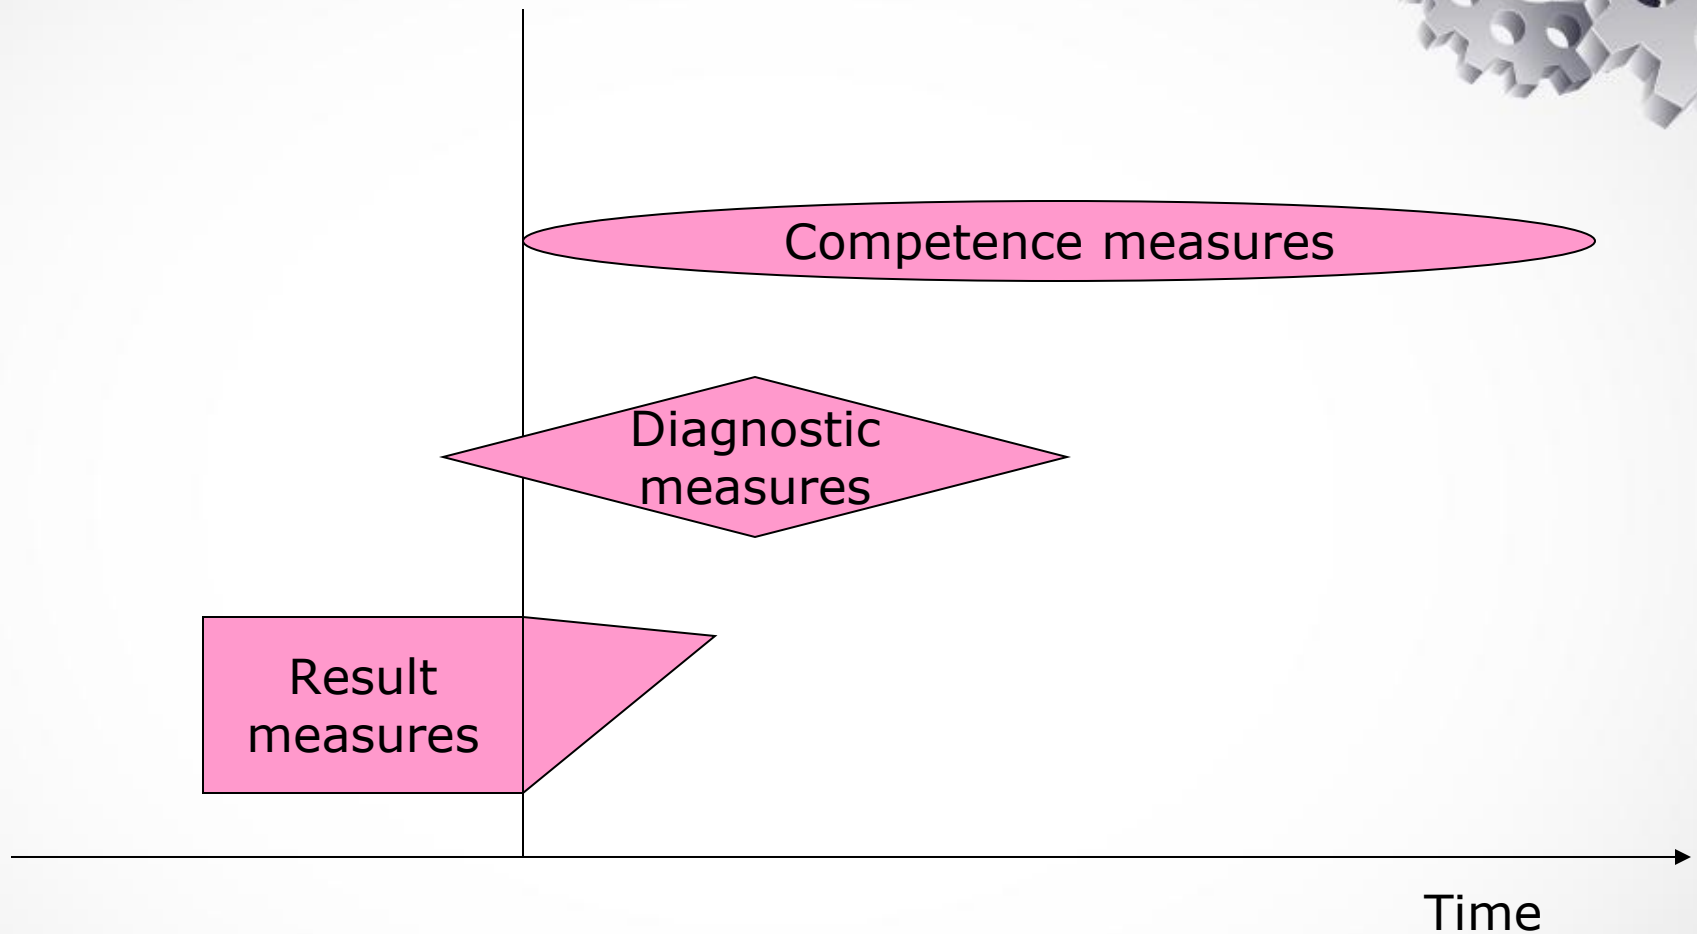 Competence measures
Diagnostic
measures
Result
measures
Time